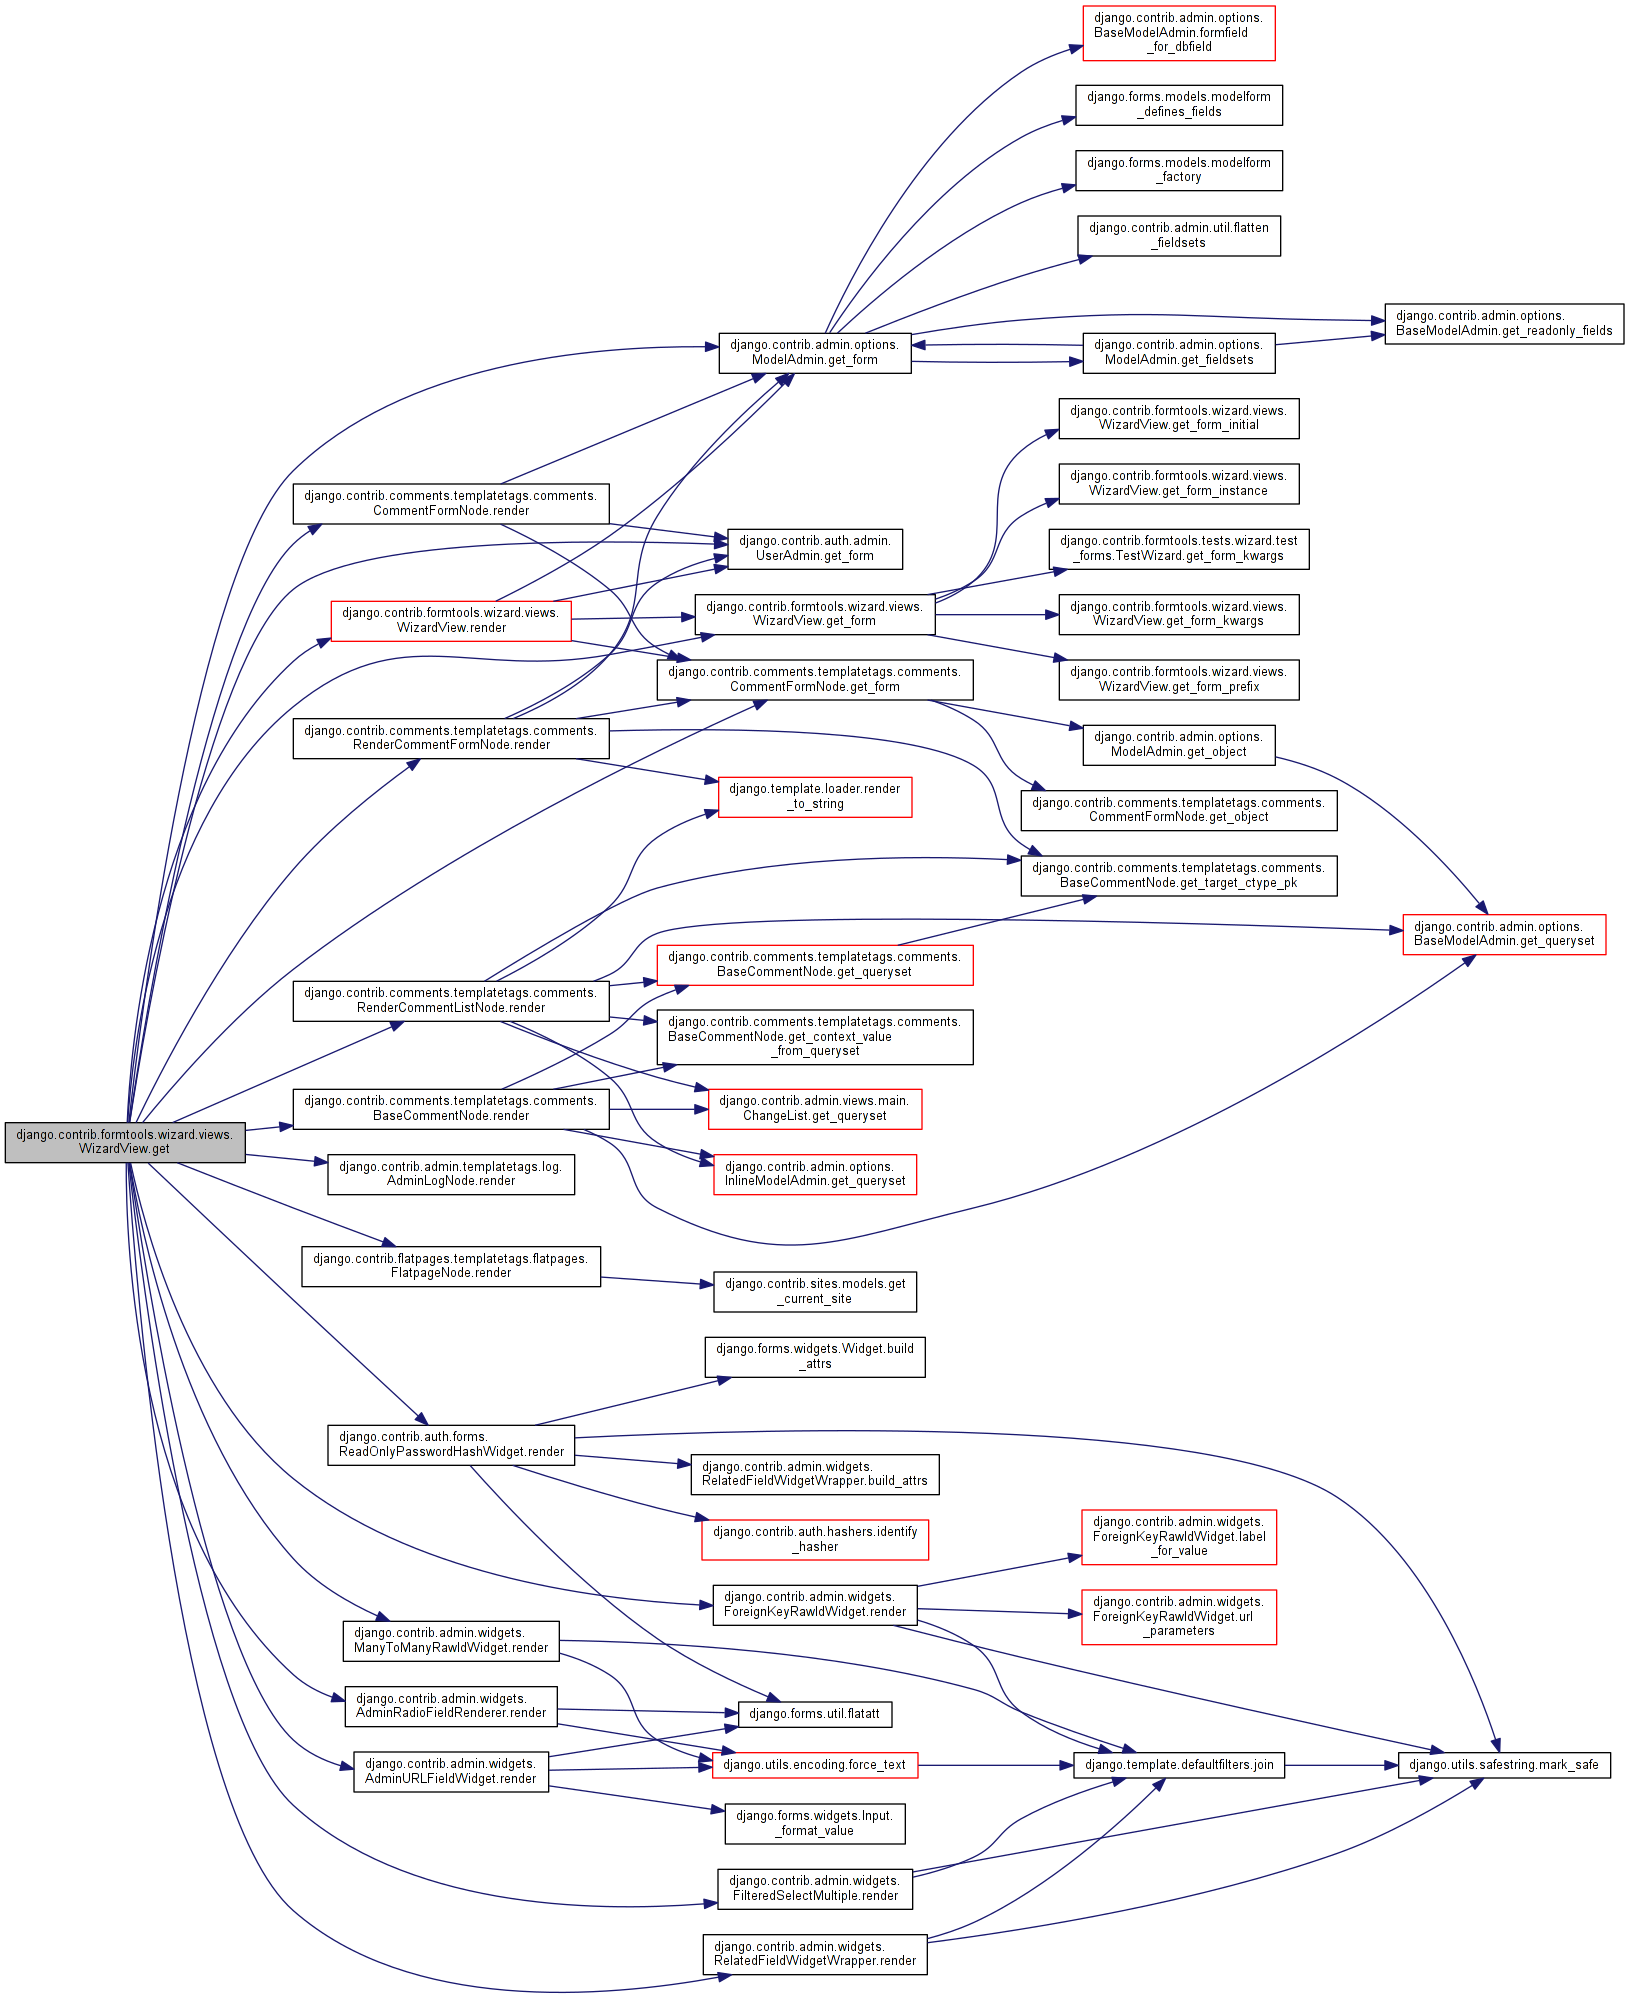 django.contrib.admin.options.
BaseModelAdmin.formfield
_for_dbfield
django.forms.models.modelform
_defines_fields
django.forms.models.modelform
_factory
django.contrib.admin.util.flatten
_fieldsets
django.contrib.admin.options.
BaseModelAdmin.get_readonly_fields
django.contrib.admin.options.
ModelAdmin.get_form
django.contrib.admin.options.
ModelAdmin.get_fieldsets
django.contrib.formtools.wizard.views.
WizardView.get_form_initial
django.contrib.formtools.wizard.views.
WizardView.get_form_instance
django.contrib.comments.templatetags.comments.
CommentFormNode.render
django.contrib.auth.admin.
UserAdmin.get_form
django.contrib.formtools.tests.wizard.test
_forms.TestWizard.get_form_kwargs
django.contrib.formtools.wizard.views.
WizardView.render
django.contrib.formtools.wizard.views.
WizardView.get_form
django.contrib.formtools.wizard.views.
WizardView.get_form_kwargs
django.contrib.comments.templatetags.comments.
CommentFormNode.get_form
django.contrib.formtools.wizard.views.
WizardView.get_form_prefix
django.contrib.comments.templatetags.comments.
RenderCommentFormNode.render
django.contrib.admin.options.
ModelAdmin.get_object
django.template.loader.render
_to_string
django.contrib.comments.templatetags.comments.
CommentFormNode.get_object
django.contrib.comments.templatetags.comments.
BaseCommentNode.get_target_ctype_pk
django.contrib.admin.options.
BaseModelAdmin.get_queryset
django.contrib.comments.templatetags.comments.
BaseCommentNode.get_queryset
django.contrib.comments.templatetags.comments.
RenderCommentListNode.render
django.contrib.comments.templatetags.comments.
BaseCommentNode.get_context_value
_from_queryset
django.contrib.comments.templatetags.comments.
BaseCommentNode.render
django.contrib.admin.views.main.
ChangeList.get_queryset
django.contrib.formtools.wizard.views.
WizardView.get
django.contrib.admin.templatetags.log.
AdminLogNode.render
django.contrib.admin.options.
InlineModelAdmin.get_queryset
django.contrib.flatpages.templatetags.flatpages.
FlatpageNode.render
django.contrib.sites.models.get
_current_site
django.forms.widgets.Widget.build
_attrs
django.contrib.auth.forms.
ReadOnlyPasswordHashWidget.render
django.contrib.admin.widgets.
RelatedFieldWidgetWrapper.build_attrs
django.contrib.auth.hashers.identify
_hasher
django.contrib.admin.widgets.
ForeignKeyRawIdWidget.label
_for_value
django.contrib.admin.widgets.
ForeignKeyRawIdWidget.render
django.contrib.admin.widgets.
ForeignKeyRawIdWidget.url
_parameters
django.contrib.admin.widgets.
ManyToManyRawIdWidget.render
django.contrib.admin.widgets.
AdminRadioFieldRenderer.render
django.forms.util.flatatt
django.contrib.admin.widgets.
AdminURLFieldWidget.render
django.utils.encoding.force_text
django.template.defaultfilters.join
django.utils.safestring.mark_safe
django.forms.widgets.Input.
_format_value
django.contrib.admin.widgets.
FilteredSelectMultiple.render
django.contrib.admin.widgets.
RelatedFieldWidgetWrapper.render